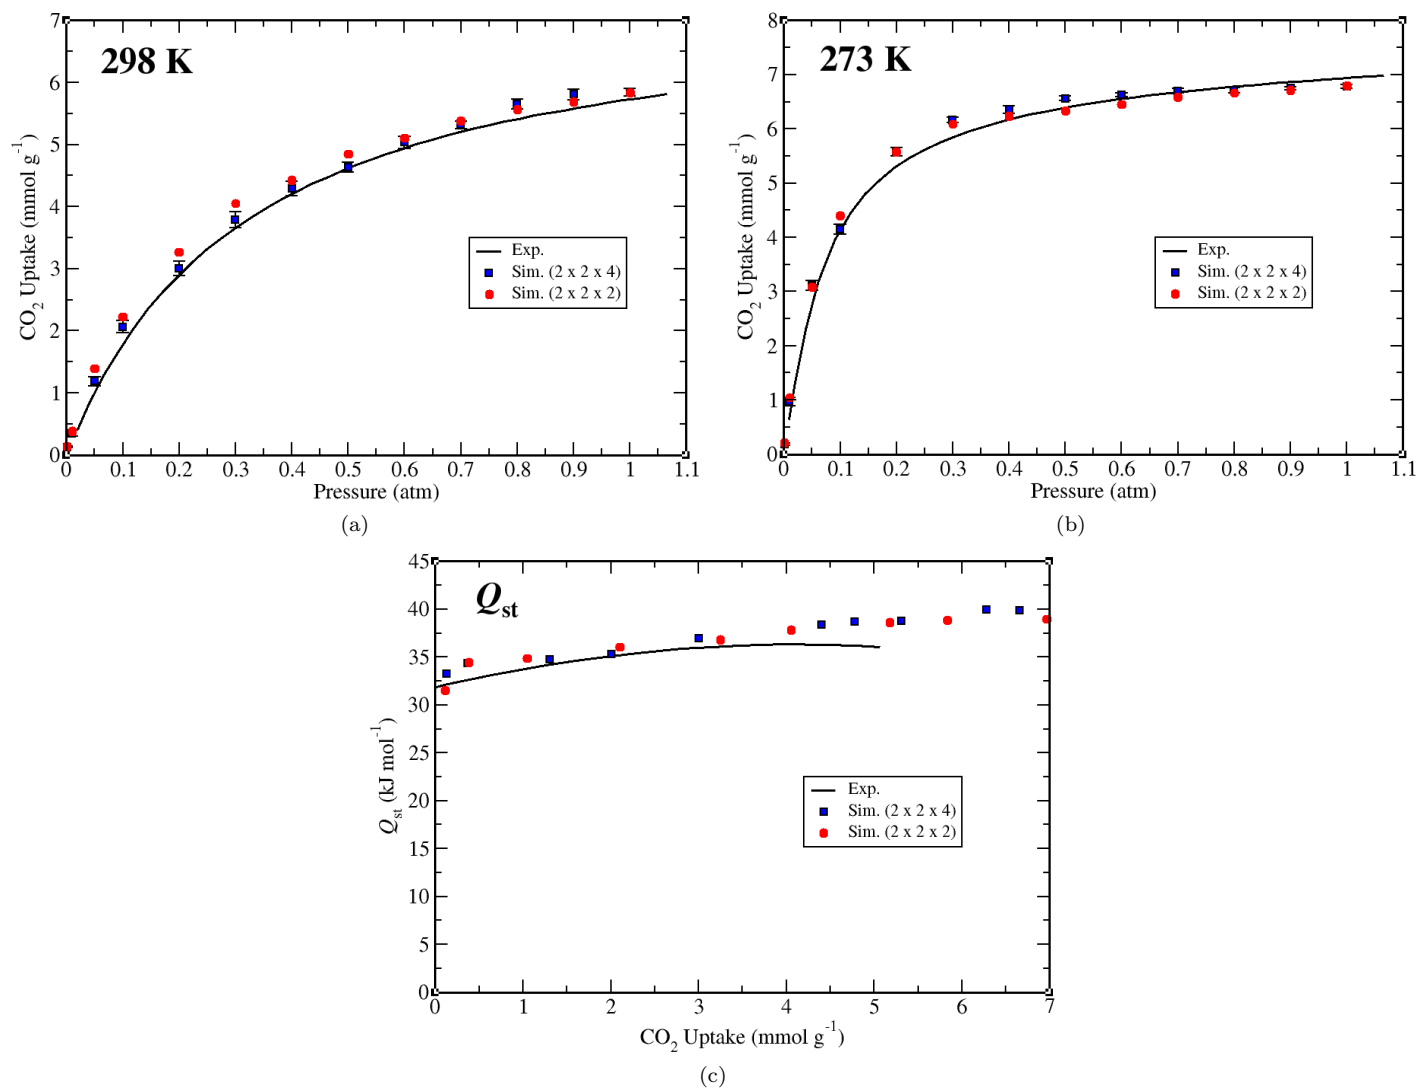 298 K
CO2 Uptake (mmol g-1)
7
6
5
4
3
2
1
0
Exp.
Sim. (2 x 2 x 4)
Sim. (2 x 2 x 2)
0 0.1 0.2 0.3 0.4 0.5 0.6 0.7 0.8 0.9 1 1.1
Pressure (atm)
(a)
273 K
CO2 Uptake (mmol g-1)
8
7
6
5
4
3
2
1
0
Exp.
Sim. (2 x 2 x 4)
Sim. (2 x 2 x 2)
0 0.1 0.2 0.3 0.4 0.5 0.6 0.7 0.8 0.9 1 1.1
Pressure (atm)
(b)
Qst
Qst (kJ mol-1)
45
40
35
30
25
20
15
10
5
0
Exp.
Sim. (2 x 2 x 4)
Sim. (2 x 2 x 2)
0 1 2 3 4 5 6 7
CO2 Uptake (mmol g-1)
(c)